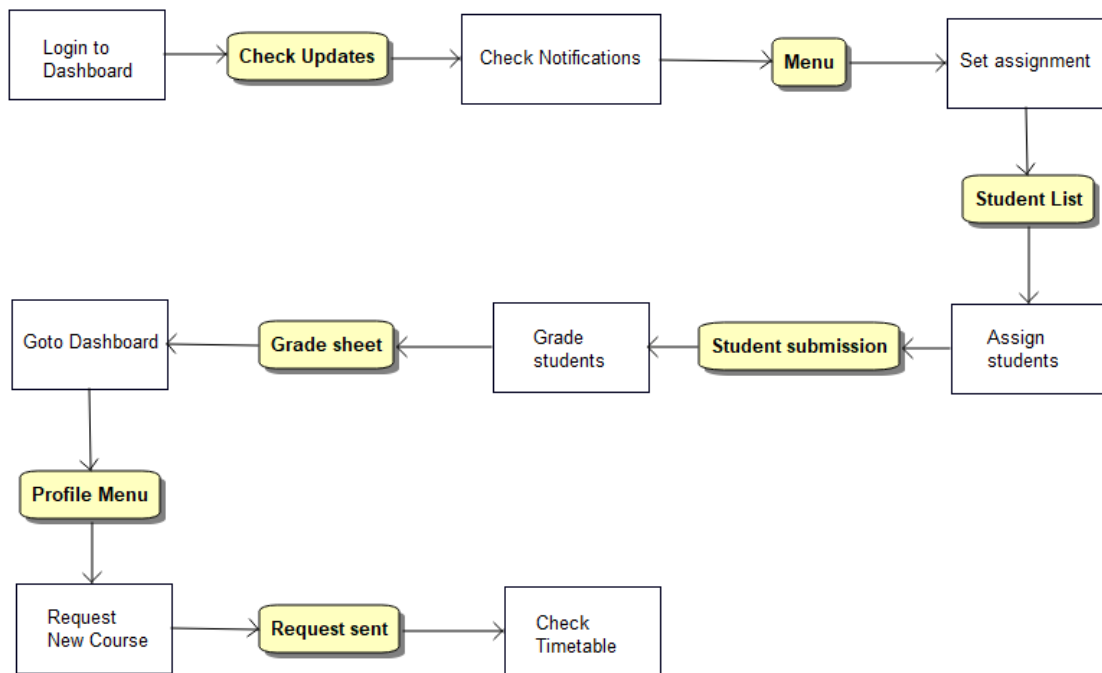 Login to
Dashboard
Check Updates
Check Notifications
Menu
Set assignment
Student List
Assign
students
Student submission
Grade
students
Grade sheet
Goto Dashboard
Profile Menu
Request
New Course
Request sent
Check
Timetable